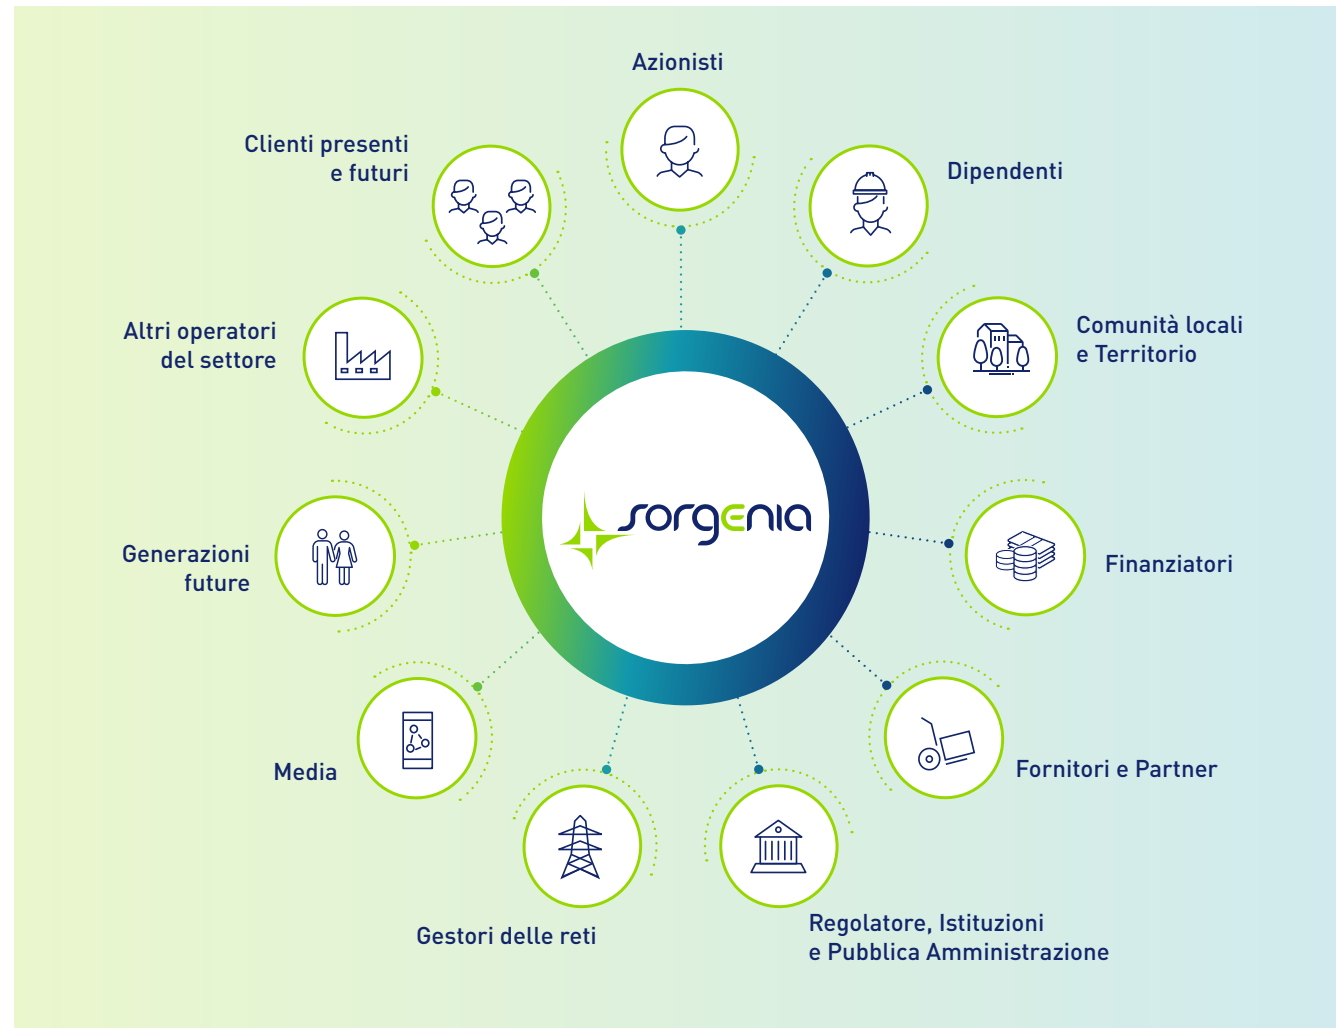 Azionisti
Clienti presenti
e futuri
Dipendenti
Altri operatori
del settore
Comunità locali
e Territorio
sorgenia
Generazioni
future
Finanziatori
Media
Fornitori e Partner
Gestori delle reti
Regolatore, Istituzioni
e Pubblica Amministrazione